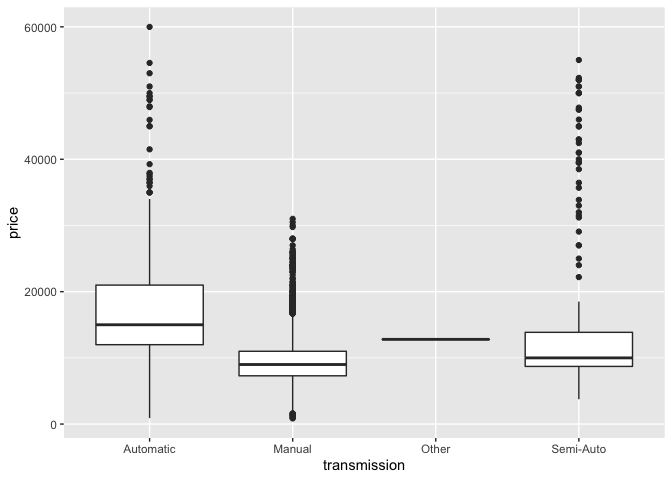 60000
40000
20000
0
price
Automatic
Manual
Other
Semi-Auto
transmission